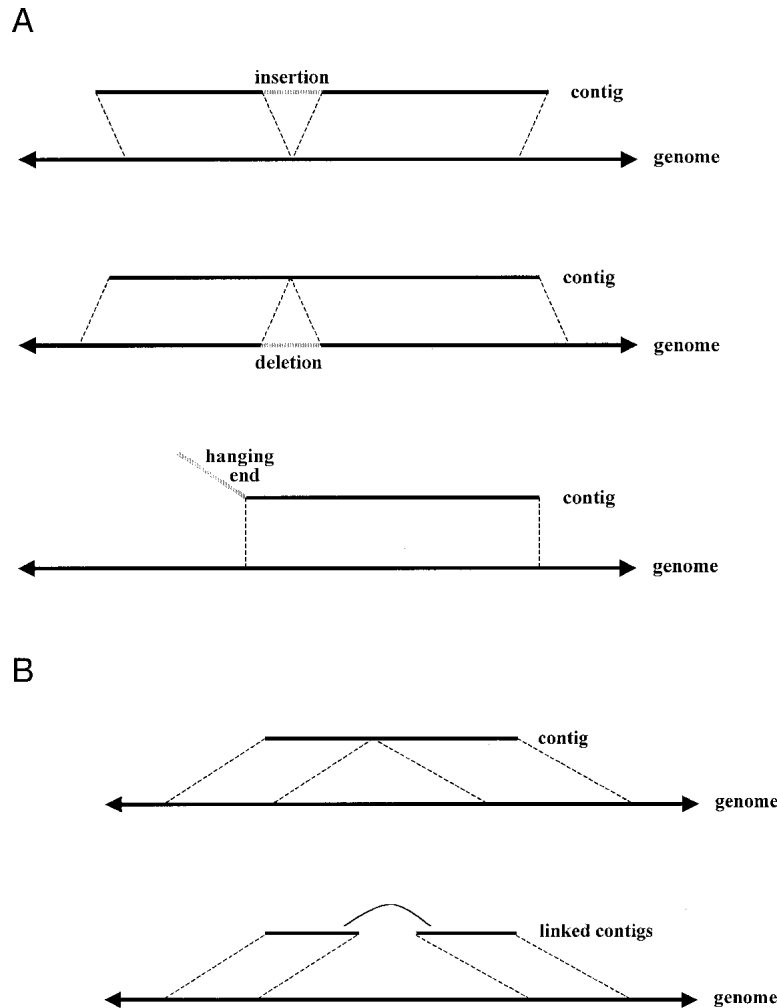 A
insertion
contig
genome
contig
genome
deletion
hanging
end
contig
genome
B
contig
genome
linked contigs
genome